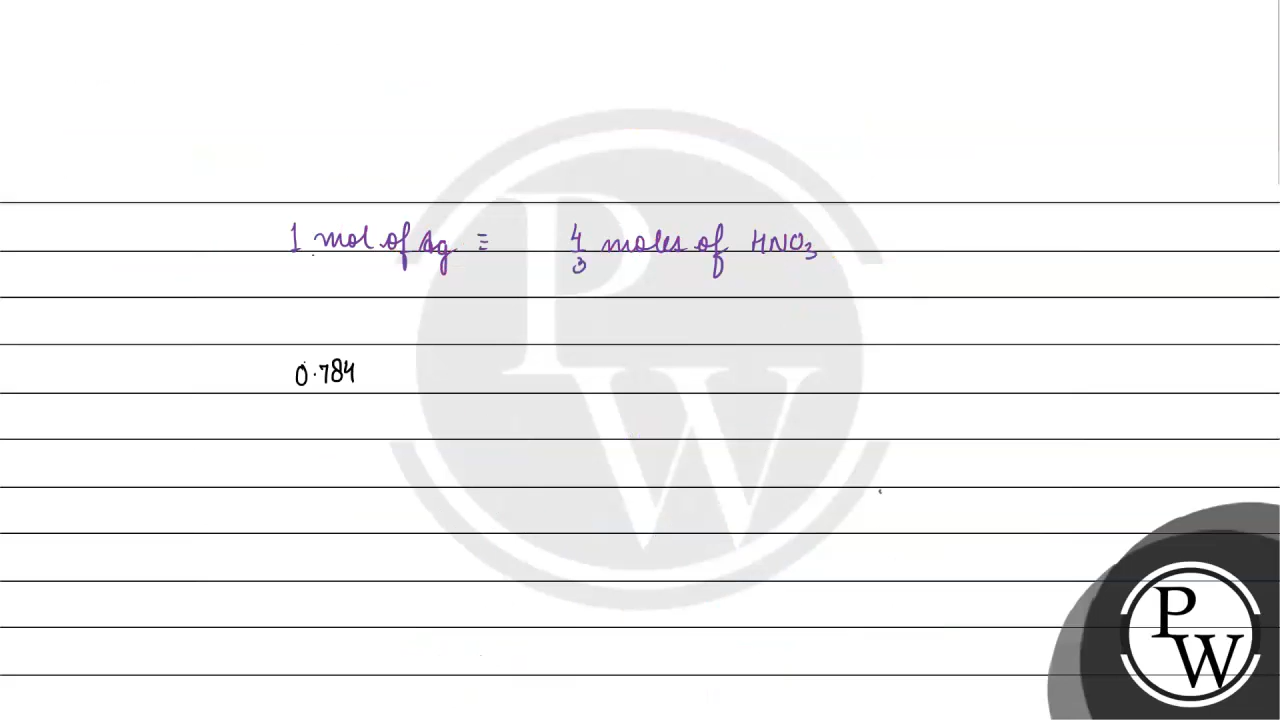 1 mol of Ag ≡ 4/3 moles of HNO₃
0.784
P
W
P
W